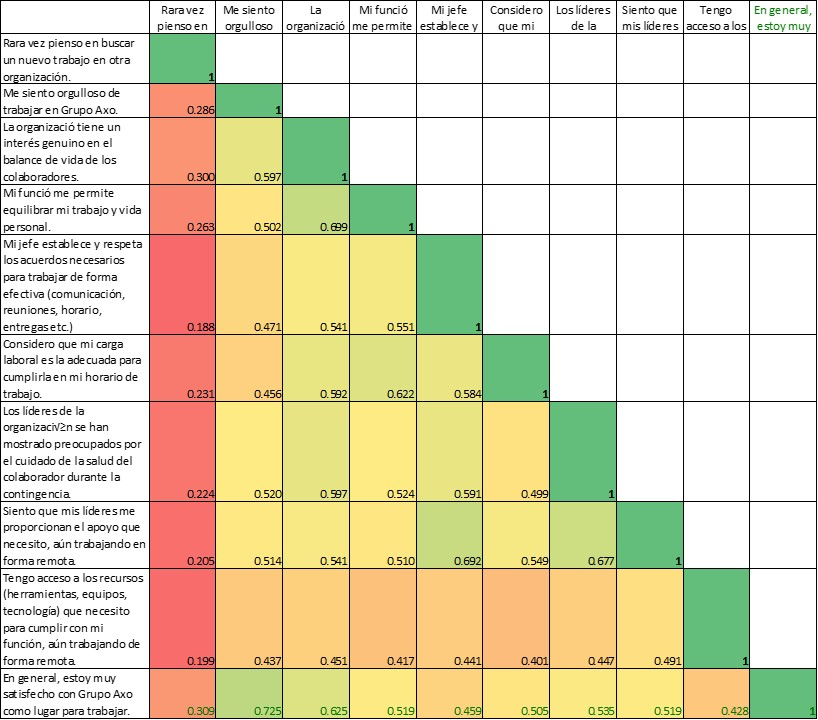 Rara vez Me siento La Mi funció Mi jefe Considero Los líderes Siento que Tengo En general,
pienso en orgulloso organizació me permite establece y que mi de la mis líderes acceso a los estoy muy
Rara vez pienso en buscar
un nuevo trabajo en otra
organización. 1
Me siento orgulloso de
trabajar en Grupo Axo. 0.286 1
La organizació tiene un
interés genuino en el
balance de vida de los
colaboradores. 0.300 0.597 1
Mi funció me permite
equilibrar mi trabajo y vida
personal. 0.263 0.502 0.699 1
Mi jefe establece y respeta
los acuerdos necesarios
para trabajar de forma
efectiva (comunicación,
reuniones, horario,
entregas etc.) 0.188 0.471 0.541 0.551 1
Considero que mi carga
laboral es la adecuada para
cumplirla en mi horario de
trabajo. 0.231 0.456 0.592 0.622 0.584 1
Los líderes de la
organizaci√≥n se han
mostrado preocupados por
el cuidado de la salud del
colaborador durante la
contingencia. 0.224 0.520 0.597 0.524 0.591 0.499 1
Siento que mis líderes me
proporcionan el apoyo que
necesito, aún trabajando en
forma remota. 0.205 0.514 0.541 0.510 0.692 0.549 0.677 1
Tengo acceso a los recursos
(herramientas, equipos,
tecnología) que necesito
para cumplir con mi
función, aún trabajando de
forma remota. 0.199 0.437 0.451 0.417 0.441 0.401 0.447 0.491 1
En general, estoy muy
satisfecho con Grupo Axo
como lugar para trabajar. 0.309 0.725 0.625 0.519 0.459 0.505 0.535 0.519 0.428 1